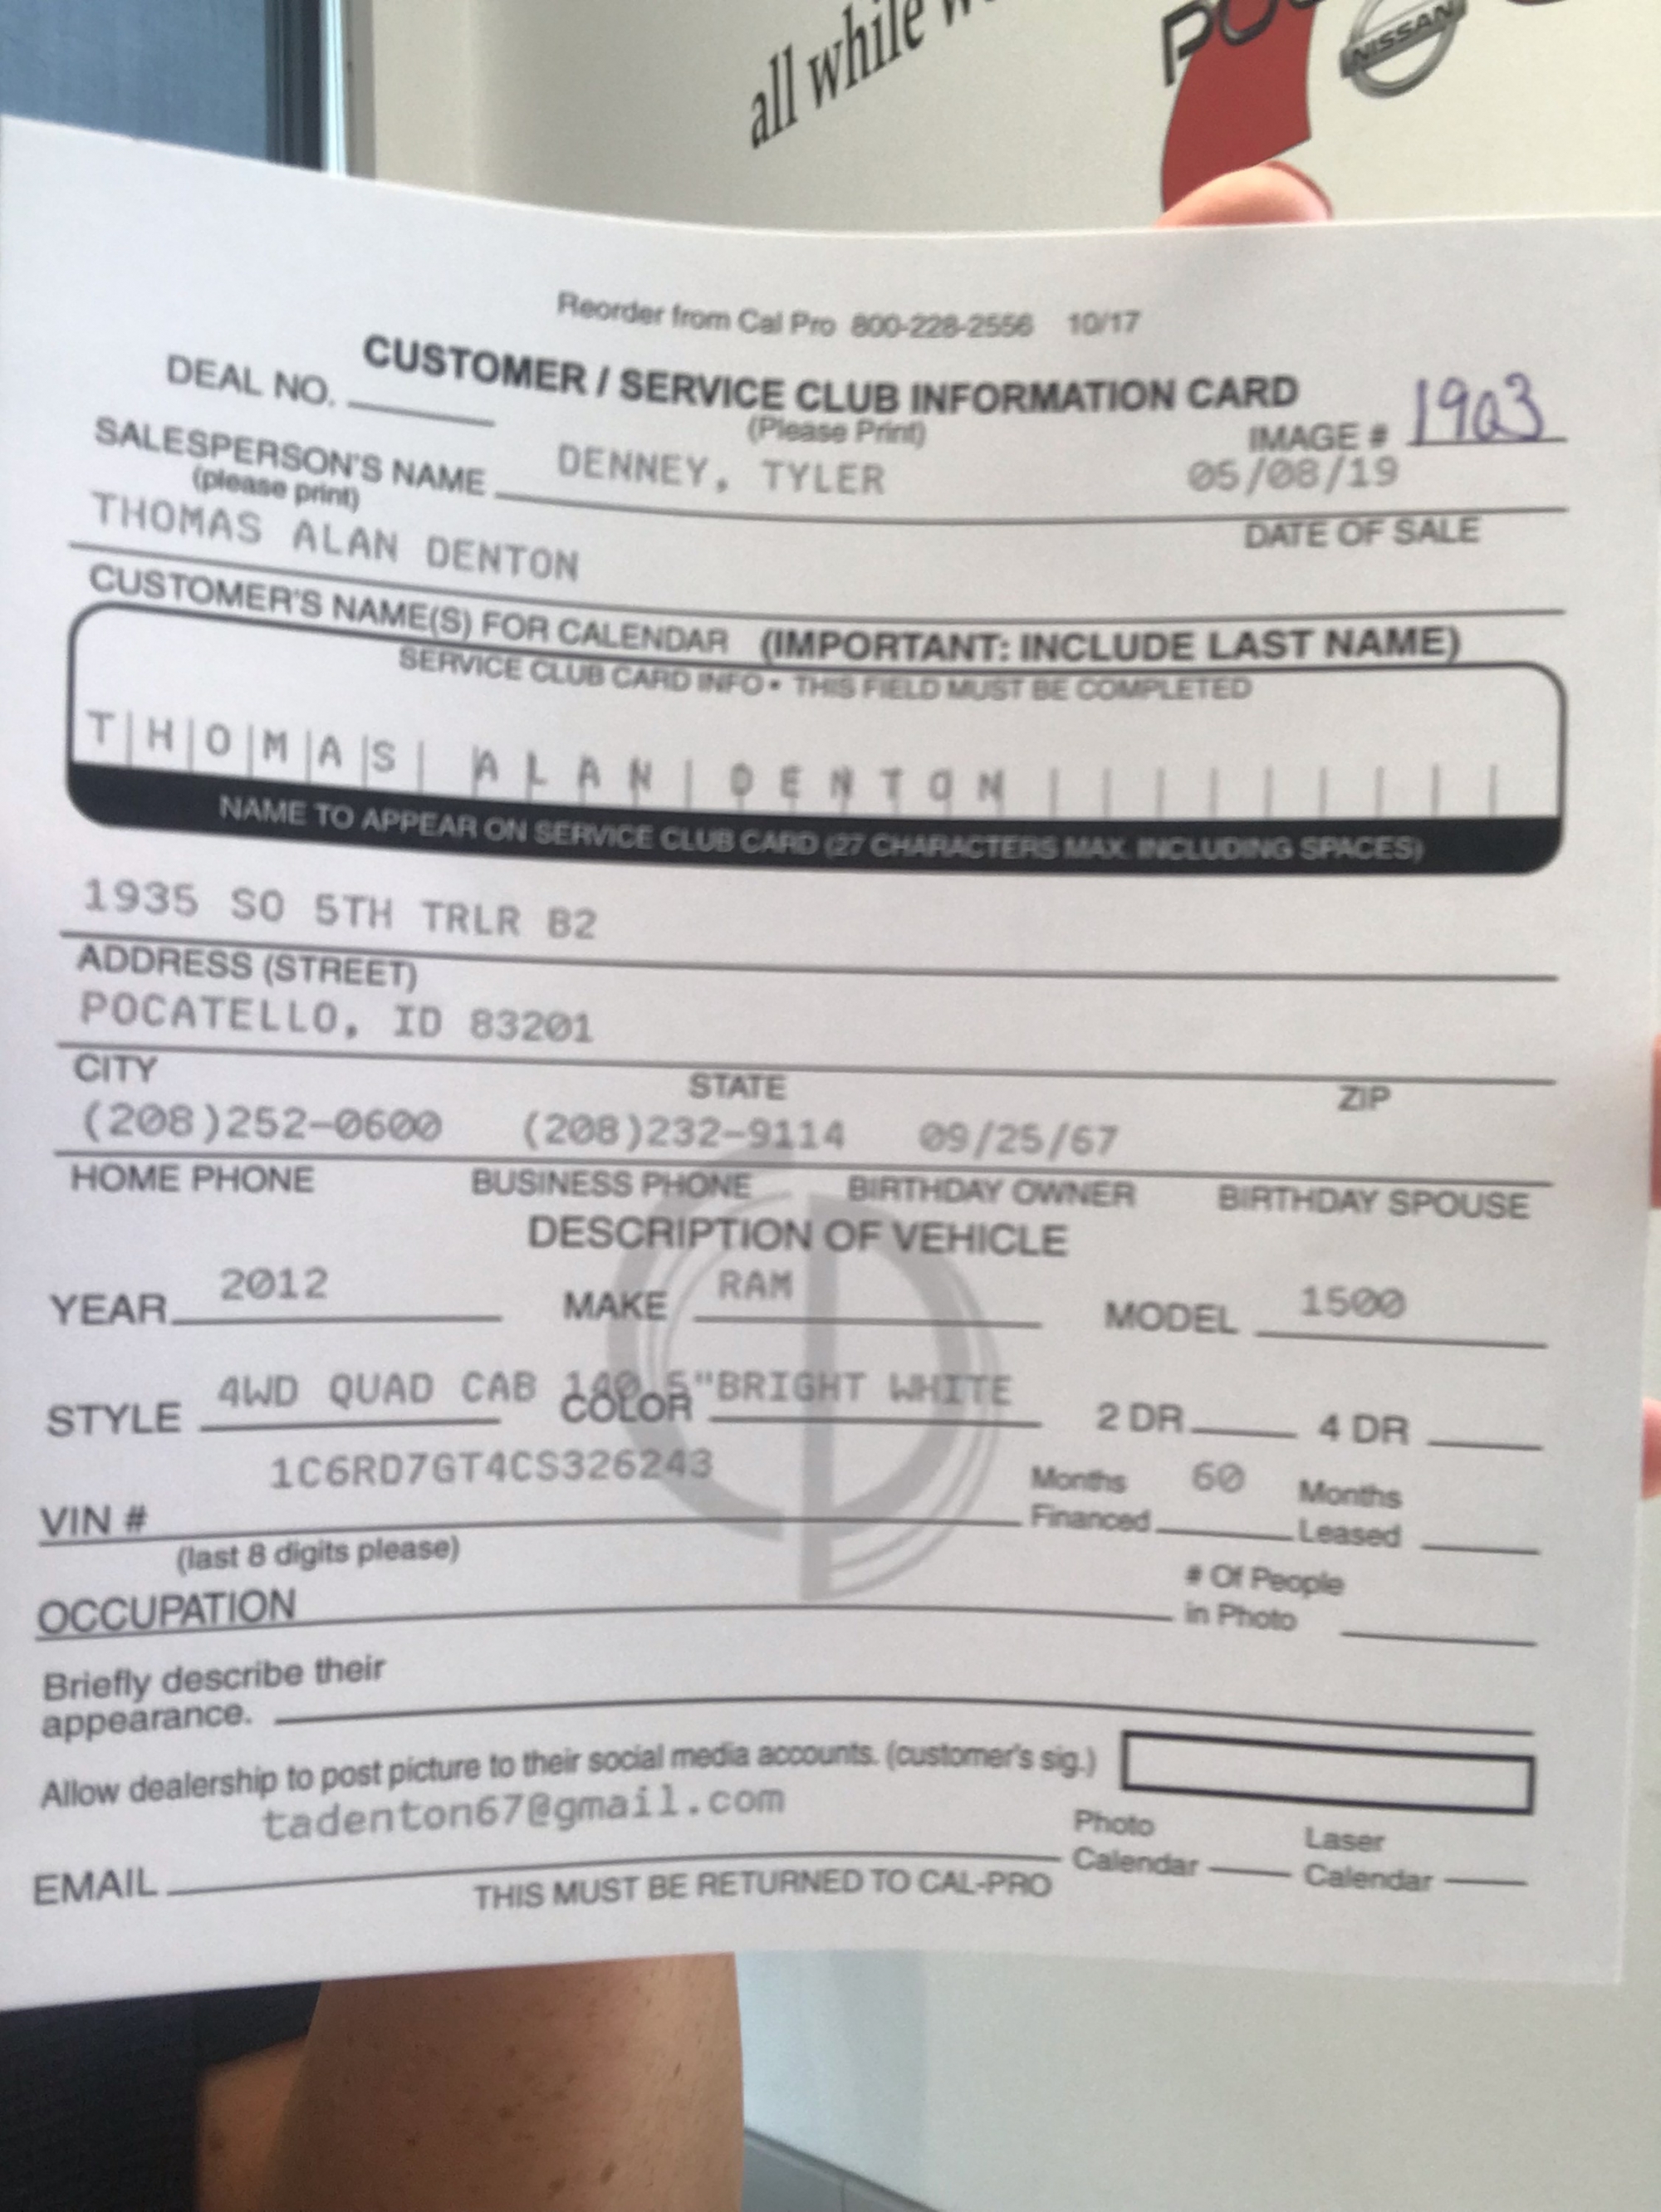 all while
NISSAN
Reorder from Cal Pro 800-228-2556 10/17
CUSTOMER / SERVICE CLUB INFORMATION CARD
(Please Print)
DEAL NO.
IMAGE # 1903
SALESPERSON'S NAME DENNEY, TYLER 05/08/19
(please print)
DATE OF SALE
THOMAS ALAN DENTON
CUSTOMER'S NAME(S) FOR CALENDAR (IMPORTANT: INCLUDE LAST NAME)
SERVICE CLUB CARD INFO • THIS FIELD MUST BE COMPLETED
THOMAS ALAN DENTON
NAME TO APPEAR ON SERVICE CLUB CARD (27 CHARACTERS MAX. INCLUDING SPACES)
1935 SO 5TH TRLR B2
ADDRESS (STREET)
POCATELLO, ID 83201
CITY STATE ZIP
(208)252-0600 (208)232-9114 09/25/67
HOME PHONE BUSINESS PHONE BIRTHDAY OWNER BIRTHDAY SPOUSE
DESCRIPTION OF VEHICLE
YEAR 2012 MAKE RAM MODEL 1500
STYLE 4WD QUAD CAB 140.5" COLOR BRIGHT WHITE 2 DR 4 DR
VIN # 1C6RD7GT4CS326243 Months Financed 60 Months Leased
(last 8 digits please)
OCCUPATION # Of People in Photo
Briefly describe their
appearance.
Allow dealership to post picture to their social media accounts. (customer's sig.)
EMAIL tadenton67@gmail.com Photo Calendar Laser Calendar
THIS MUST BE RETURNED TO CAL-PRO